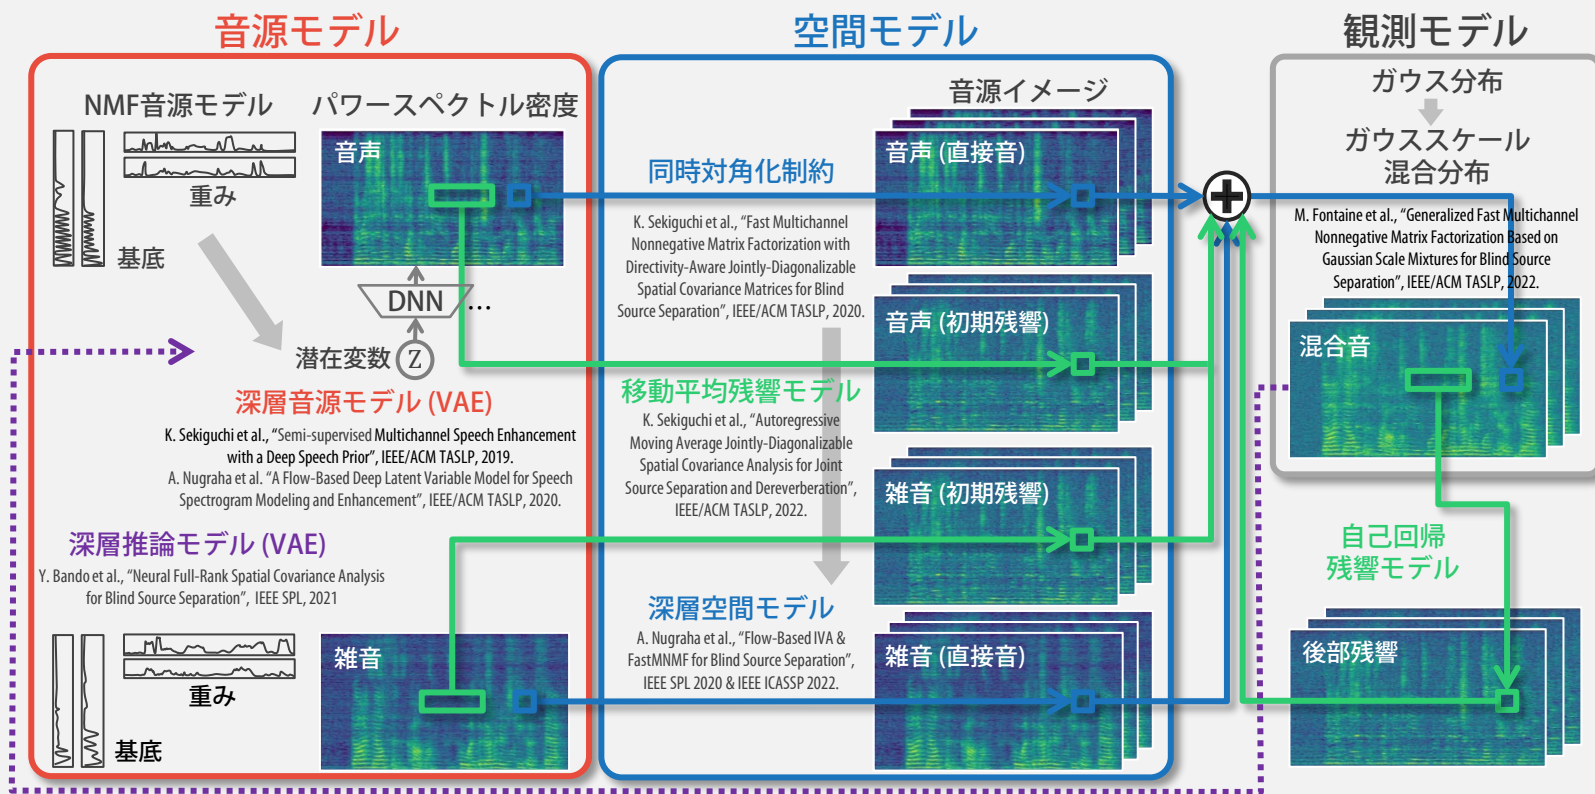 音源モデル
NMF音源モデル
パワースペクトル密度
重み
基底
音声
DNN
…
潜在変数
Z
深層音源モデル (VAE)
K. Sekiguchi et al., “Semi-supervised Multichannel Speech Enhancement
with a Deep Speech Prior”, IEEE/ACM TASLP, 2019.
A. Nugraha et al. “A Flow-Based Deep Latent Variable Model for Speech
Spectrogram Modeling and Enhancement”, IEEE/ACM TASLP, 2020.
深層推論モデル (VAE)
Y. Bando et al., “Neural Full-Rank Spatial Covariance Analysis
for Blind Source Separation”, IEEE SPL, 2021
重み
基底
雑音
空間モデル
音源イメージ
同時対角化制約
K. Sekiguchi et al., “Fast Multichannel
Nonnegative Matrix Factorization with
Directivity-Aware Jointly-Diagonalizable
Spatial Covariance Matrices for Blind
Source Separation”, IEEE/ACM TASLP, 2020.
移動平均残響モデル
K. Sekiguchi et al., “Autoregressive
Moving Average Jointly-Diagonalizable
Spatial Covariance Analysis for Joint
Source Separation and Dereverberation”,
IEEE/ACM TASLP, 2022.
深層空間モデル
A. Nugraha et al., “Flow-Based IVA &
FastMNMF for Blind Source Separation”,
IEEE SPL 2020 & IEEE ICASSP 2022.
音声 (直接音)
音声 (初期残響)
雑音 (初期残響)
雑音 (直接音)
観測モデル
ガウス分布
ガウススケール
混合分布
M. Fontaine et al., “Generalized Fast Multichannel
Nonnegative Matrix Factorization Based on
Gaussian Scale Mixtures for Blind Source
Separation”, IEEE/ACM TASLP, 2022.
混合音
自己回帰
残響モデル
後部残響